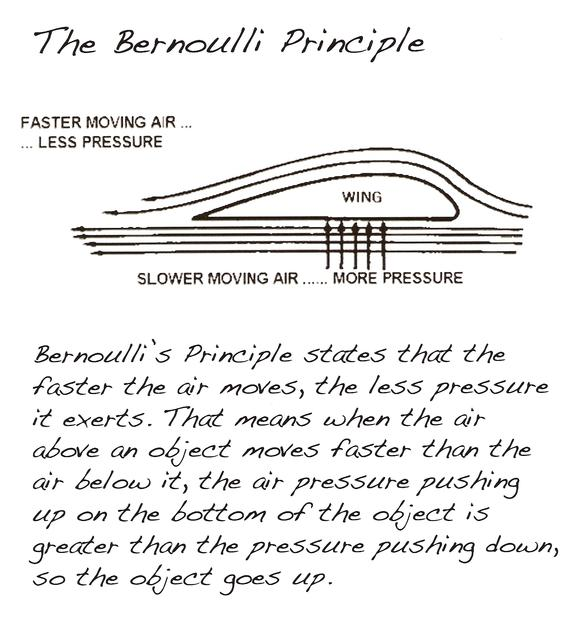 The Bernoulli Principle
FASTER MOVING AIR ...
... LESS PRESSURE
WING
SLOWER MOVING AIR ...... MORE PRESSURE
Bernoulli's Principle states that the
faster the air moves, the less pressure
it exerts. That means when the air
above an object moves faster than the
air below it, the air pressure pushing
up on the bottom of the object is
greater than the pressure pushing down,
so the object goes up.